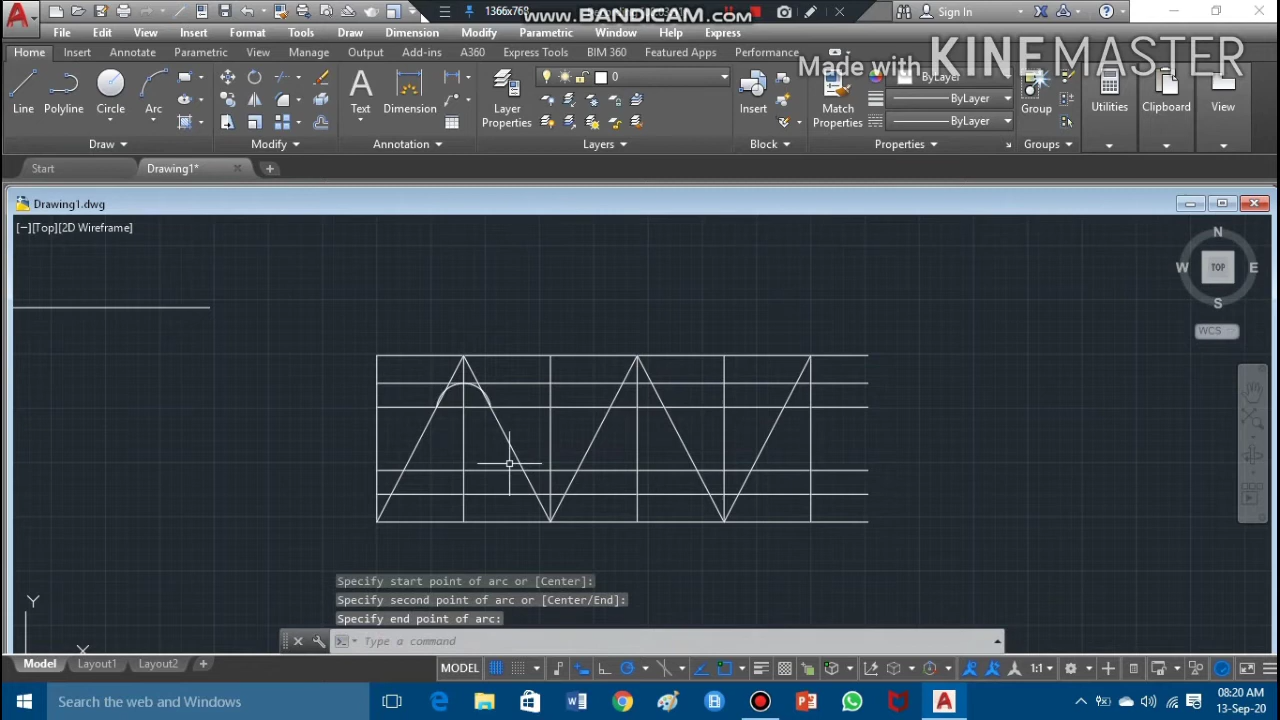 1366x768
www.BANDICAM.com
Sign In
File Edit View Insert Format Tools Draw Dimension Modify Parametric Window Help Express
Home Insert Annotate Parametric View Manage Output Add-ins A360 Express Tools BIM 360 Featured Apps Performance
Made with KINEMASTER
0
ByLayer
ByLayer
ByLayer
Line Polyline Circle Arc Text Dimension Layer Properties Insert Match Properties Group Utilities Clipboard View
Draw Modify Annotation Layers Block Properties Groups
Start Drawing1*
Drawing1.dwg
[−][Top][2D Wireframe]
N
W TOP E
S
WCS
Specify start point of arc or [Center]:
Specify second point of arc or [Center/End]:
Specify end point of arc:
Type a command
Y
X
Model Layout1 Layout2
MODEL
1:1
Search the web and Windows
08:20 AM
13-Sep-20